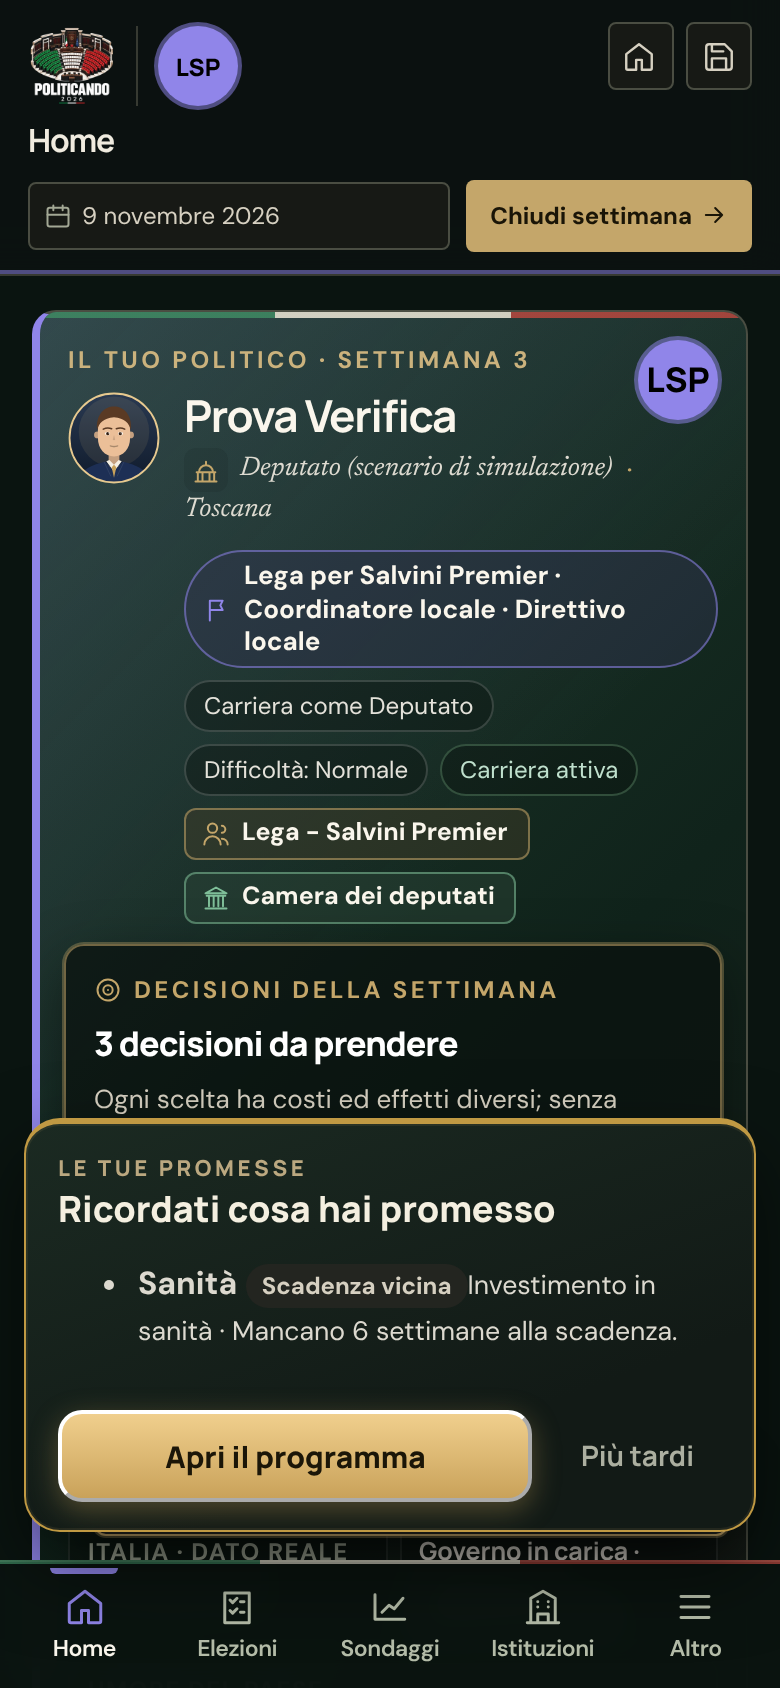 POLITICANDO
2026
LSP
Home
9 novembre 2026
Chiudi settimana →
IL TUO POLITICO · SETTIMANA 3
LSP
Prova Verifica
Deputato (scenario di simulazione) ·
Toscana
Lega per Salvini Premier ·
Coordinatore locale · Direttivo
locale
Carriera come Deputato
Difficoltà: Normale
Carriera attiva
Lega - Salvini Premier
Camera dei deputati
DECISIONI DELLA SETTIMANA
3 decisioni da prendere
Ogni scelta ha costi ed effetti diversi; senza
LE TUE PROMESSE
Ricordati cosa hai promesso
• Sanità Scadenza vicina Investimento in
sanità · Mancano 6 settimane alla scadenza.
Apri il programma
Più tardi
ITALIA · DATO REALE
Governo in carica ·
Home
Elezioni
Sondaggi
Istituzioni
Altro